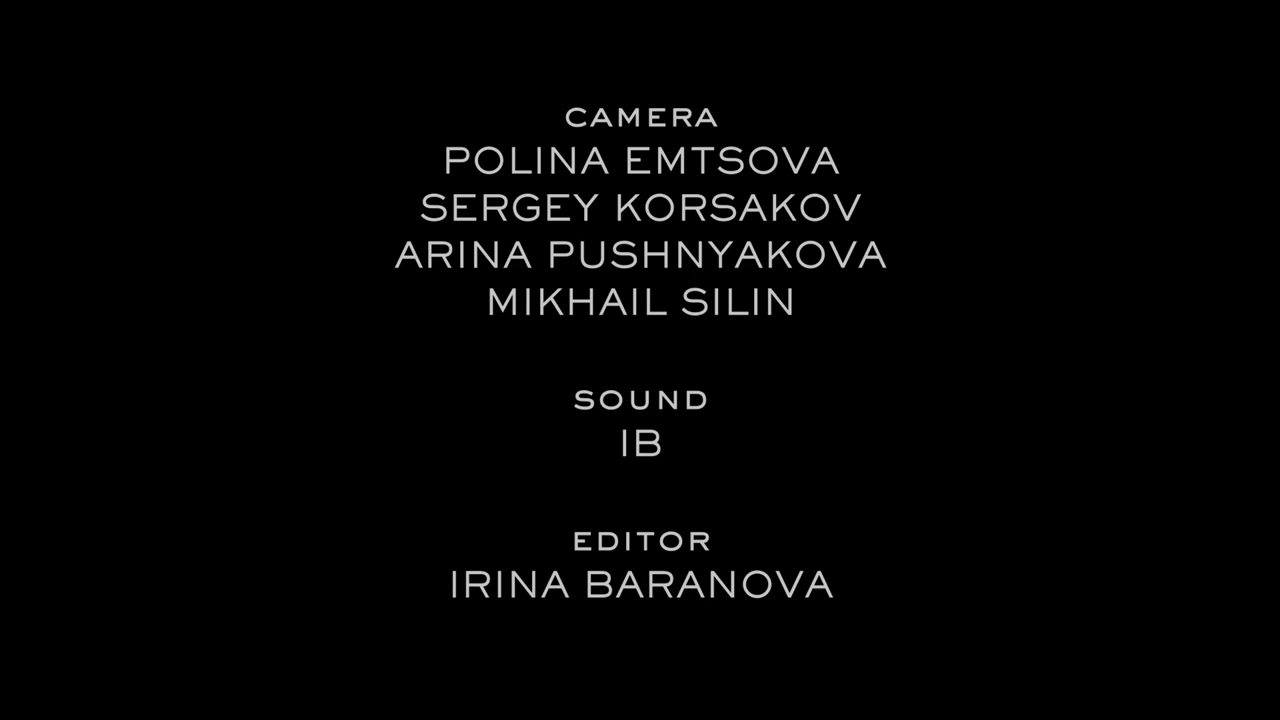 CAMERA
POLINA EMTSOVA
SERGEY KORSAKOV
ARINA PUSHNYAKOVA
MIKHAIL SILIN
SOUND
IB
EDITOR
IRINA BARANOVA